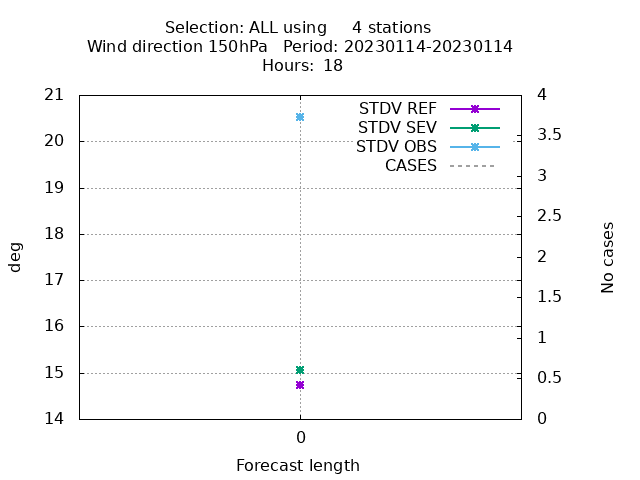 Selection: ALL using     4 stations
Wind direction 150hPa   Period: 20230114-20230114
Hours:  18
21
20
19
18
17
16
15
14
deg
4
3.5
3
2.5
2
1.5
1
0.5
0
No cases
STDV REF
STDV SEV
STDV OBS
CASES
0
Forecast length